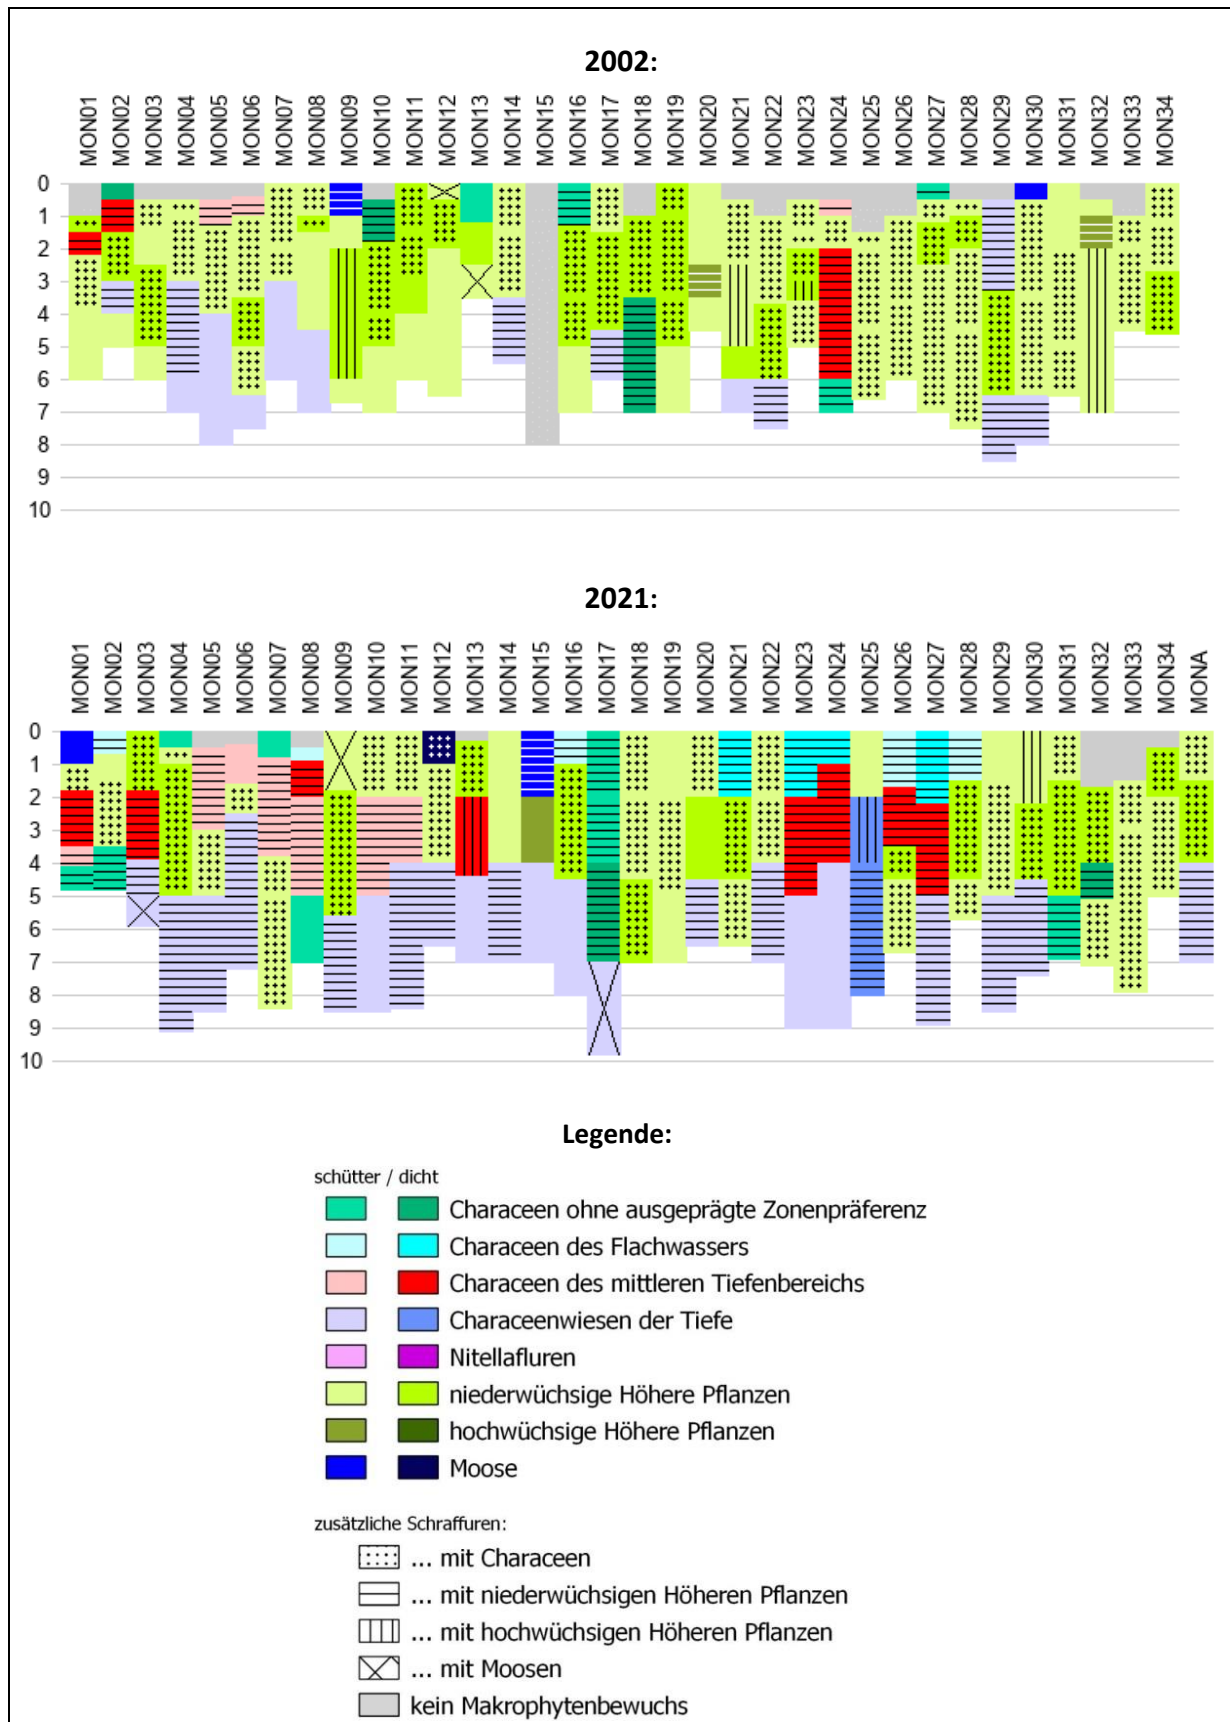 2002:
MON01 MON02 MON03 MON04 MON05 MON06 MON07 MON08 MON09 MON10 MON11 MON12 MON13 MON14 MON15 MON16 MON17 MON18 MON19 MON20 MON21 MON22 MON23 MON24 MON25 MON26 MON27 MON28 MON29 MON30 MON31 MON32 MON33 MON34
0
1
2
3
4
5
6
7
8
9
10
2021:
MON01 MON02 MON03 MON04 MON05 MON06 MON07 MON08 MON09 MON10 MON11 MON12 MON13 MON14 MON15 MON16 MON17 MON18 MON19 MON20 MON21 MON22 MON23 MON24 MON25 MON26 MON27 MON28 MON29 MON30 MON31 MON32 MON33 MON34 MONA
0
1
2
3
4
5
6
7
8
9
10
Legende:
schütter / dicht
Characeen ohne ausgeprägte Zonenpräferenz
Characeen des Flachwassers
Characeen des mittleren Tiefenbereichs
Characeenwiesen der Tiefe
Nitellafluren
niederwüchsige Höhere Pflanzen
hochwüchsige Höhere Pflanzen
Moose
zusätzliche Schraffuren:
... mit Characeen
... mit niederwüchsigen Höheren Pflanzen
... mit hochwüchsigen Höheren Pflanzen
... mit Moosen
kein Makrophytenbewuchs